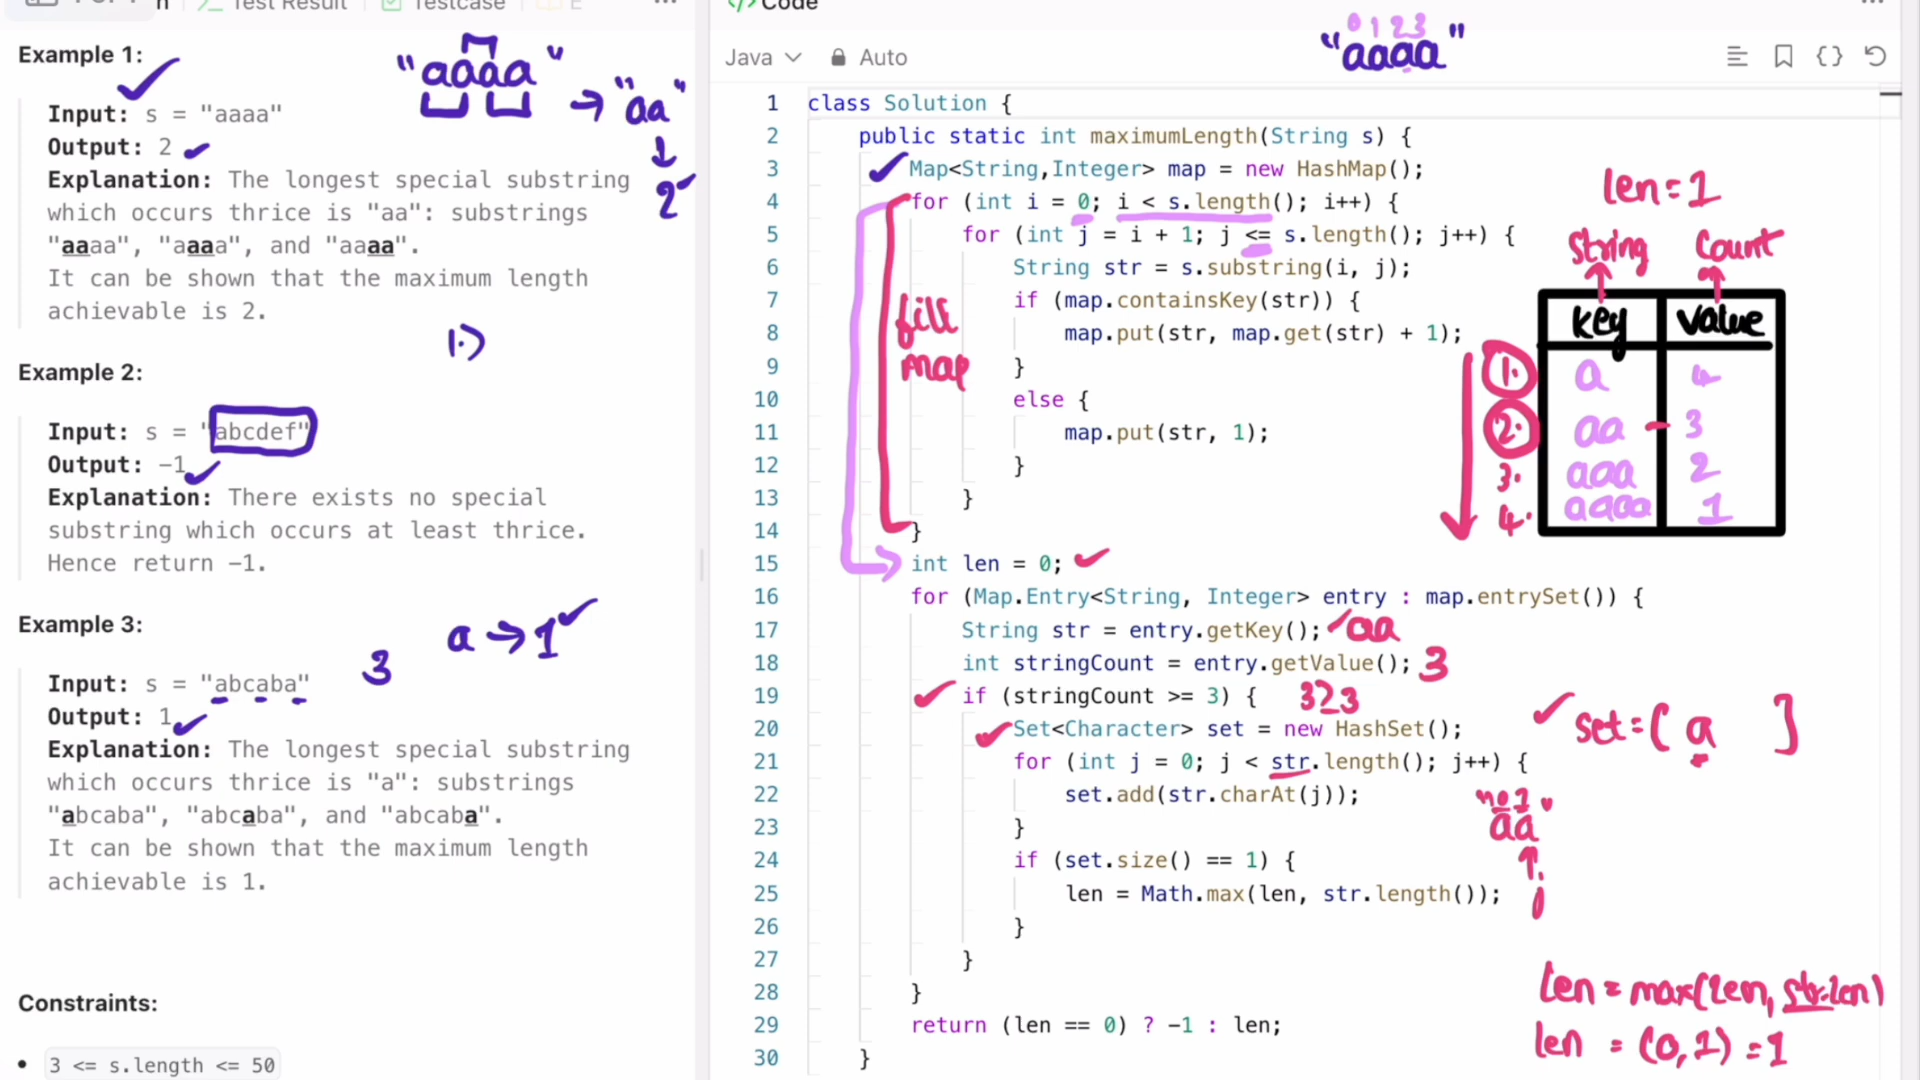 Test Result
Testcase
E
Example 1:
Input: s = "aaaa"
Output: 2
Explanation: The longest special substring
which occurs thrice is "aa": substrings
"aaaa", "aaaa", and "aaaa".
It can be shown that the maximum length
achievable is 2.
"aaaa"
→ "aa"
2
1.)
Example 2:
Input: s = "abcdef"
Output: -1
Explanation: There exists no special
substring which occurs at least thrice.
Hence return -1.
Example 3:
Input: s = "abcaba"
Output: 1
Explanation: The longest special substring
which occurs thrice is "a": substrings
"abcaba", "abcaba", and "abcaba".
It can be shown that the maximum length
achievable is 1.
3
a → 1
Constraints:
3 <= s.length <= 50
</> Code
Java
Auto
0 1 2 3
"aaaa"
1 class Solution {
2 public static int maximumLength(String s) {
3 Map<String,Integer> map = new HashMap();
4 for (int i = 0; i < s.length(); i++) {
5 for (int j = i + 1; j <= s.length(); j++) {
6 String str = s.substring(i, j);
7 if (map.containsKey(str)) {
8 map.put(str, map.get(str) + 1);
9 }
10 else {
11 map.put(str, 1);
12 }
13 }
14 }
15 int len = 0;
16 for (Map.Entry<String, Integer> entry : map.entrySet()) {
17 String str = entry.getKey();
18 int stringCount = entry.getValue();
19 if (stringCount >= 3) {
20 Set<Character> set = new HashSet();
21 for (int j = 0; j < str.length(); j++) {
22 set.add(str.charAt(j));
23 }
24 if (set.size() == 1) {
25 len = Math.max(len, str.length());
26 }
27 }
28 }
29 return (len == 0) ? -1 : len;
30 }
fill
map
len = 1
string count
key value
1. a 4
2. aa - 3
3. aaa 2
4. aaaa 1
aa
3
3≥3
set = [ a ]
0 1
"aa"
j
len = max(len, str.len)
len = (0,1) = 1